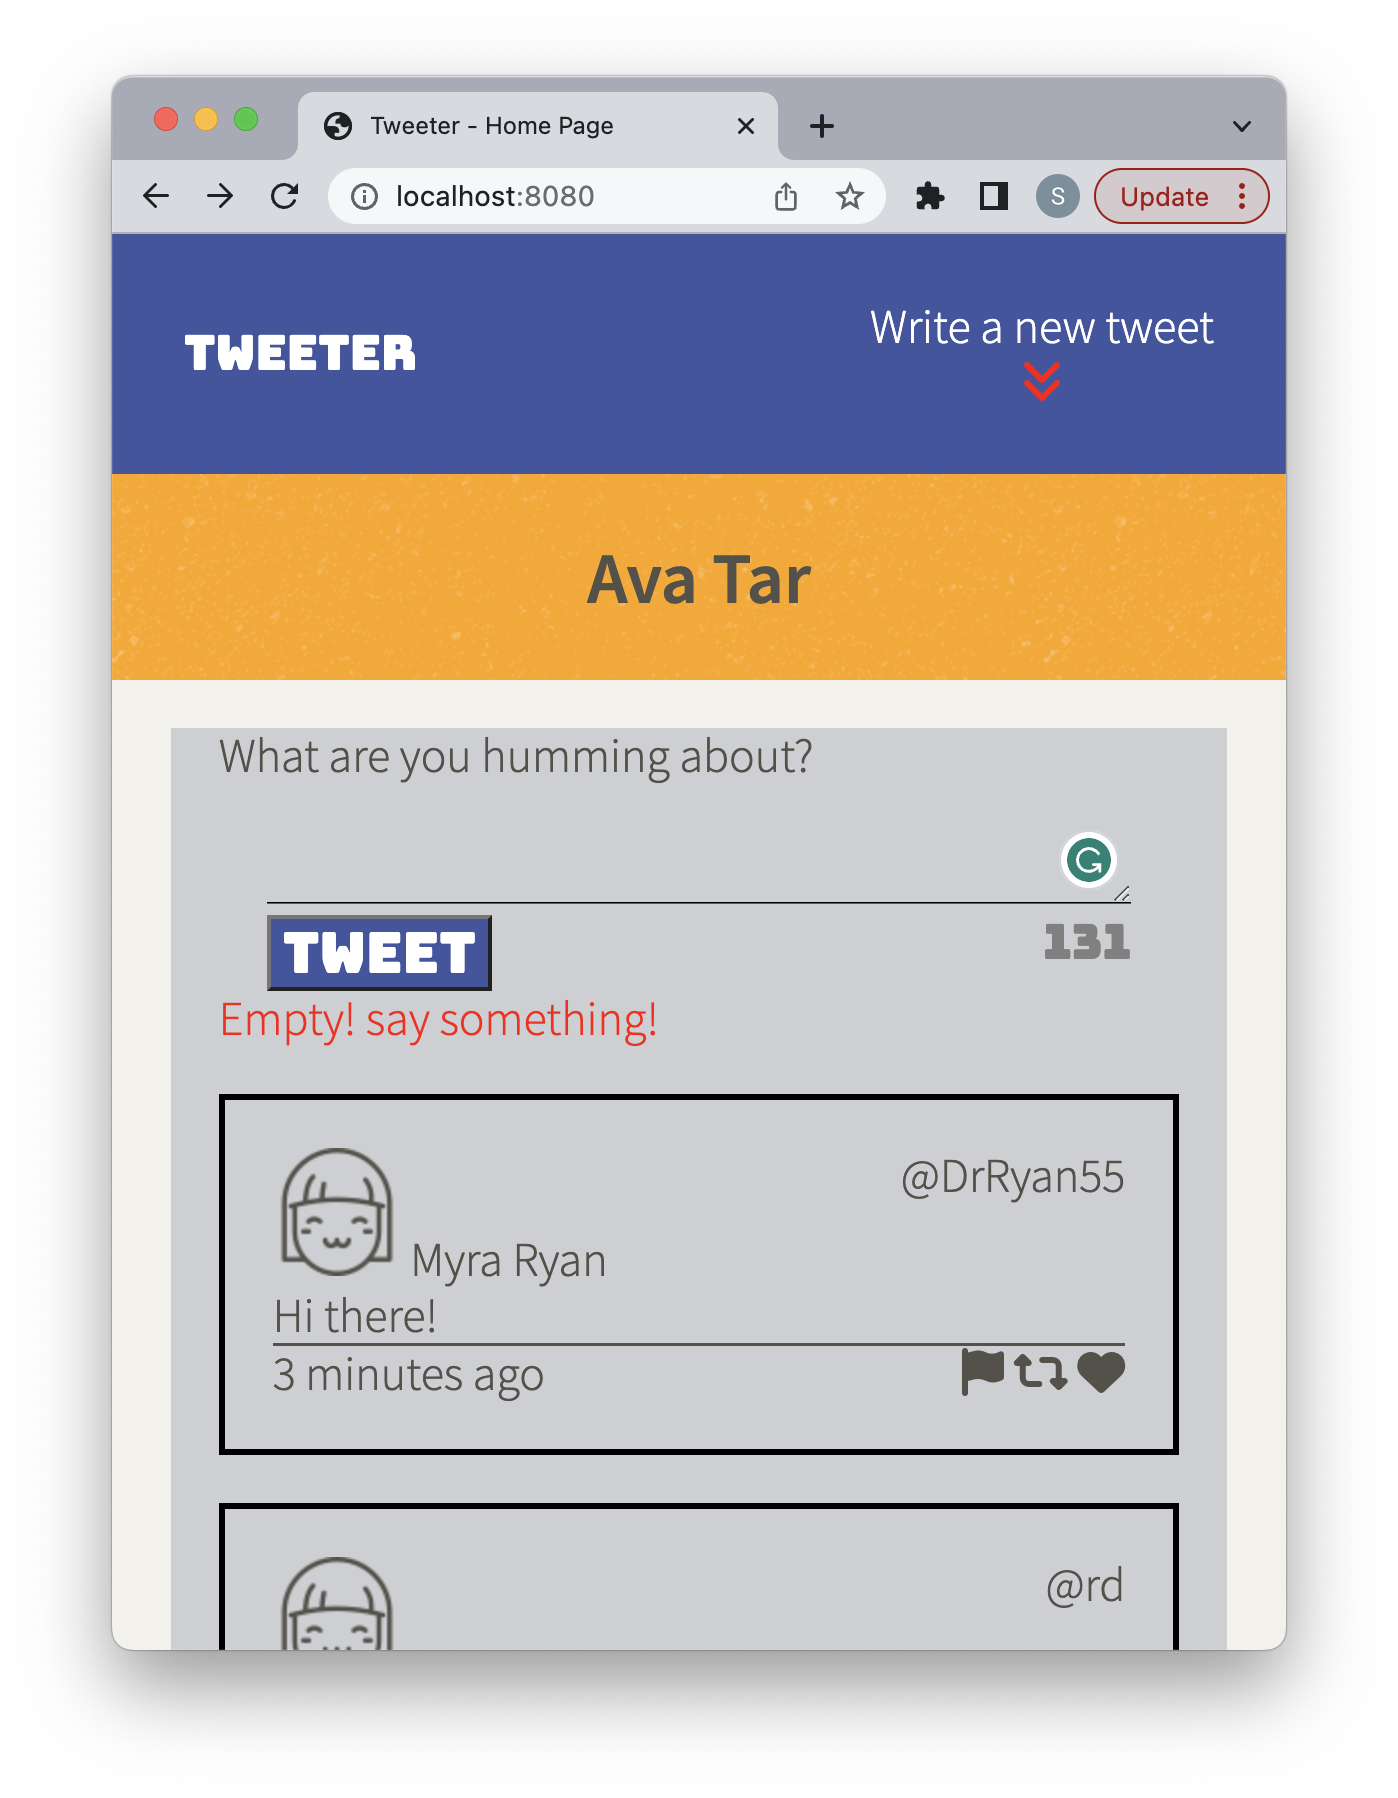 Tweeter - Home Page
localhost:8080
S
Update
TWEETER
Write a new tweet
Ava Tar
What are you humming about?
TWEET
131
Empty! say something!
@DrRyan55
Myra Ryan
Hi there!
3 minutes ago
@rd